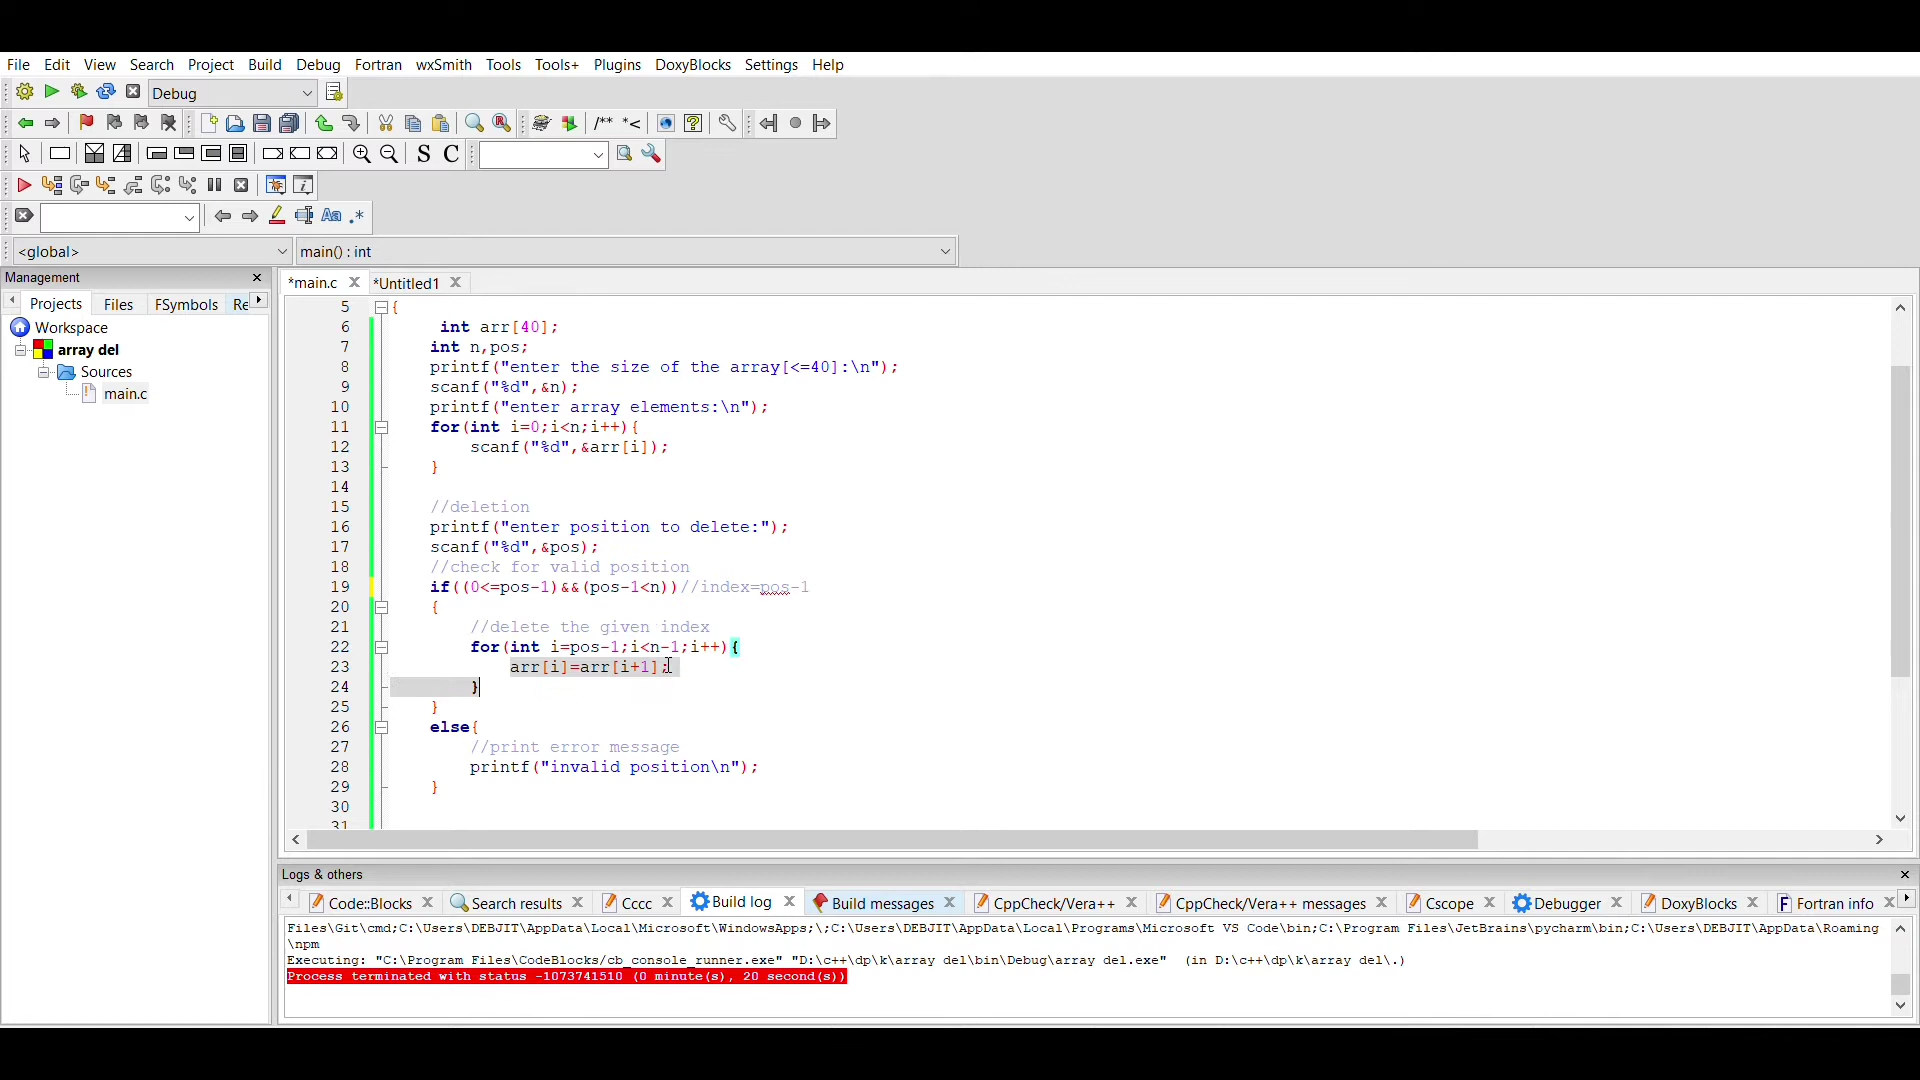 File Edit View Search Project Build Debug Fortran wxSmith Tools Tools+ Plugins DoxyBlocks Settings Help
Debug
/** *<
S C
Aa .*
<global> main() : int
Management
Projects Files FSymbols Re
Workspace
array del
Sources
main.c
*main.c *Untitled1
5 {
6 int arr[40];
7 int n,pos;
8 printf("enter the size of the array[<=40]:\n");
9 scanf("%d",&n);
10 printf("enter array elements:\n");
11 for(int i=0;i<n;i++){
12 scanf("%d",&arr[i]);
13 }
14
15 //deletion
16 printf("enter position to delete:");
17 scanf("%d",&pos);
18 //check for valid position
19 if((0<=pos-1)&&(pos-1<n))//index=pos-1
20 {
21 //delete the given index
22 for(int i=pos-1;i<n-1;i++){
23 arr[i]=arr[i+1];
24 }
25 }
26 else{
27 //print error message
28 printf("invalid position\n");
29 }
30
31
Logs & others
Code::Blocks Search results Cccc Build log Build messages CppCheck/Vera++ CppCheck/Vera++ messages Cscope Debugger DoxyBlocks Fortran info
Files\Git\cmd;C:\Users\DEBJIT\AppData\Local\Microsoft\WindowsApps;\;C:\Users\DEBJIT\AppData\Local\Programs\Microsoft VS Code\bin;C:\Program Files\JetBrains\pycharm\bin;C:\Users\DEBJIT\AppData\Roaming
\npm
Executing: "C:\Program Files\CodeBlocks/cb_console_runner.exe" "D:\c++\dp\k\array del\bin\Debug\array del.exe" (in D:\c++\dp\k\array del\.)
Process terminated with status -1073741510 (0 minute(s), 20 second(s))